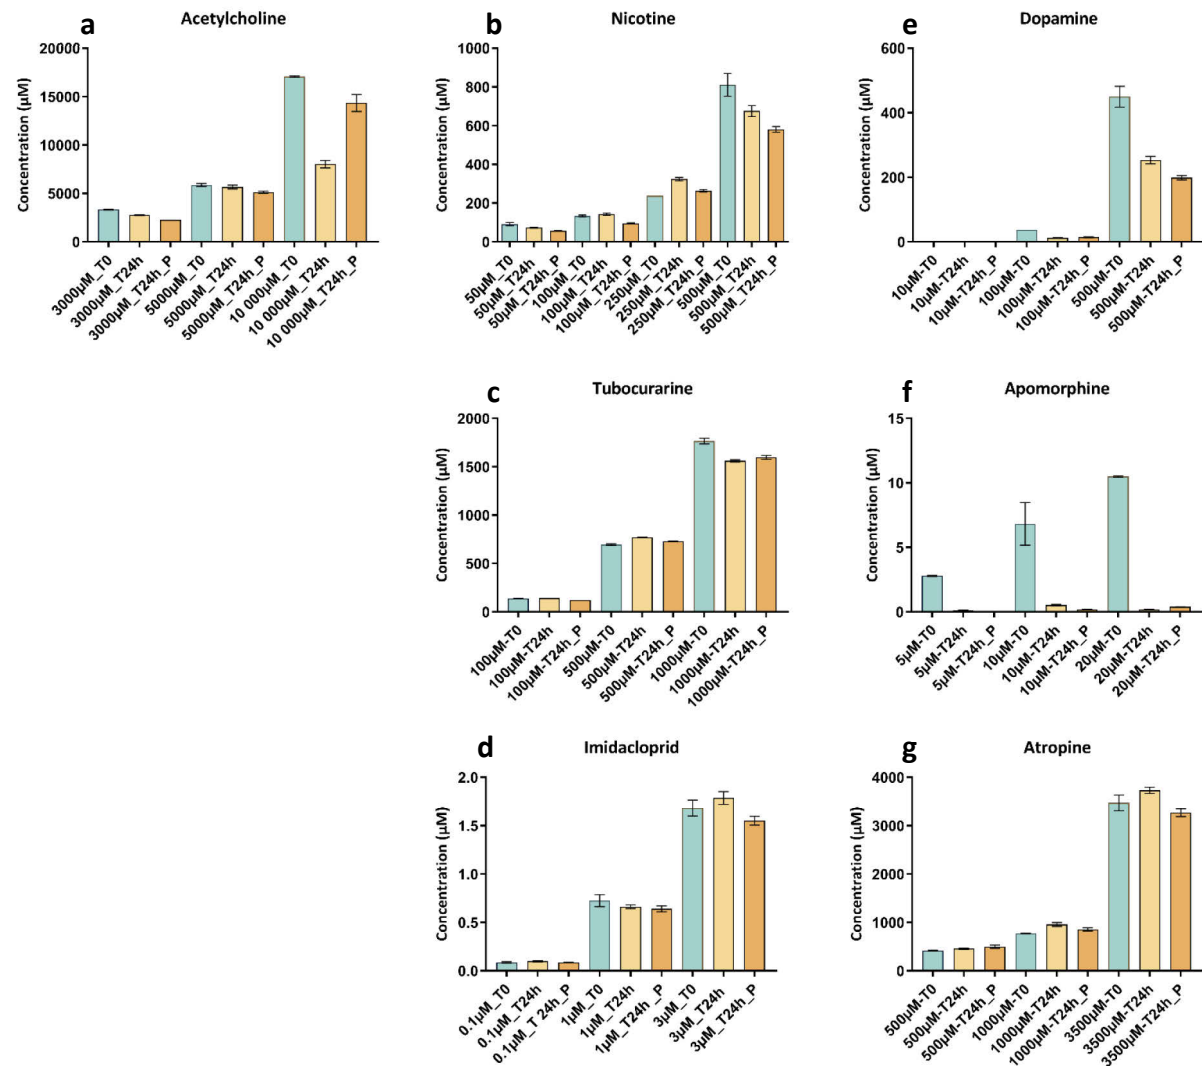 a
Acetylcholine
Concentration (µM)
20000
15000
10000
5000
0
3000µM_T0
3000µM_T24h
3000µM_T24h_P
5000µM_T0
5000µM_T24h
5000µM_T24h_P
10 000µM_T0
10 000µM_T24h
10 000µM_T24h_P
b
Nicotine
Concentration (µM)
1000
800
600
400
200
0
50µM_T0
50µM_T24h
50µM_T24h_P
100µM_T0
100µM_T24h
100µM_T24h_P
250µM_T0
250µM_T24h
250µM_T24h_P
500µM_T0
500µM_T24h
500µM_T24h_P
e
Dopamine
Concentration (µM)
600
400
200
0
10µM-T0
10µM-T24h
10µM-T24h_P
100µM-T0
100µM-T24h
100µM-T24h_P
500µM-T0
500µM-T24h
500µM-T24h_P
c
Tubocurarine
Concentration (µM)
2000
1500
1000
500
0
100µM-T0
100µM-T24h
100µM-T24h_P
500µM-T0
500µM-T24h
500µM-T24h_P
1000µM-T0
1000µM-T24h
1000µM-T24h_P
f
Apomorphine
Concentration (µM)
15
10
5
0
5µM-T0
5µM-T24h
5µM-T24h_P
10µM-T0
10µM-T24h
10µM-T24h_P
20µM-T0
20µM-T24h
20µM-T24h_P
d
Imidacloprid
Concentration (µM)
2.0
1.5
1.0
0.5
0.0
0.1µM_T0
0.1µM_T24h
0.1µM_T 24h_P
1µM_T0
1µM_T24h
1µM_T24h_P
3µM_T0
3µM_T24h
3µM_T24h_P
g
Atropine
Concentration (µM)
4000
3000
2000
1000
0
500µM-T0
500µM-T24h
500µM-T24h_P
1000µM-T0
1000µM-T24h
1000µM-T24h_P
3500µM-T0
3500µM-T24h
3500µM-T24h_P